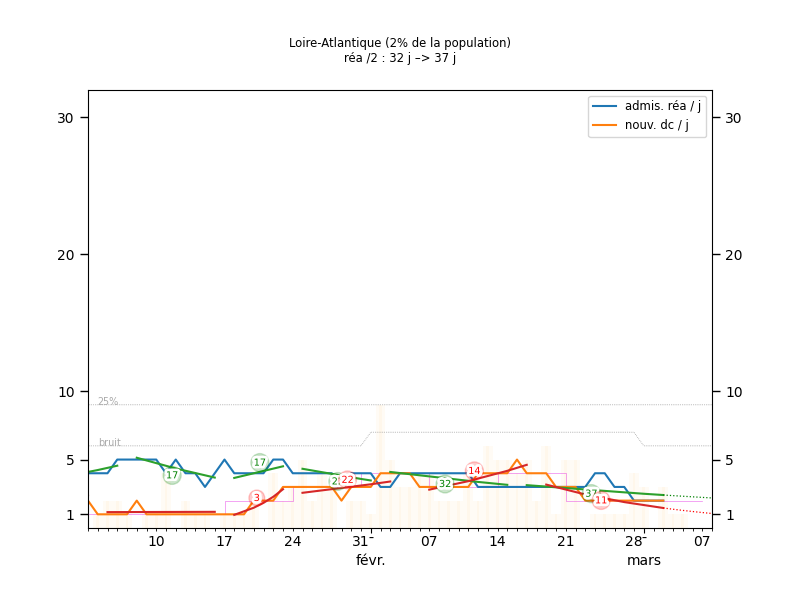 Loire-Atlantique (2% de la population)
réa /2 : 32 j –> 37 j
admis. réa / j
nouv. dc / j
30 30
20 20
10 10
25%
bruit
5 5
17 17 22 14 32 37 11 3
1 1
10 17 24 31 07 14 21 28 07
févr. mars